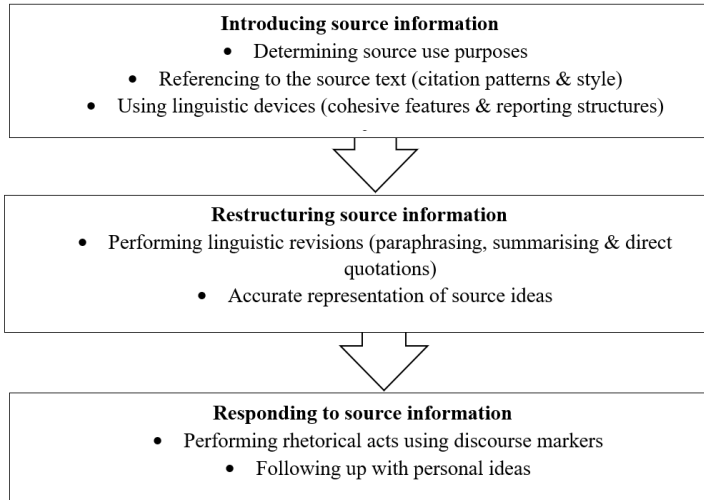 Introducing source information
• Determining source use purposes
• Referencing to the source text (citation patterns & style)
• Using linguistic devices (cohesive features & reporting structures)
Restructuring source information
• Performing linguistic revisions (paraphrasing, summarising & direct
quotations)
• Accurate representation of source ideas
Responding to source information
• Performing rhetorical acts using discourse markers
• Following up with personal ideas